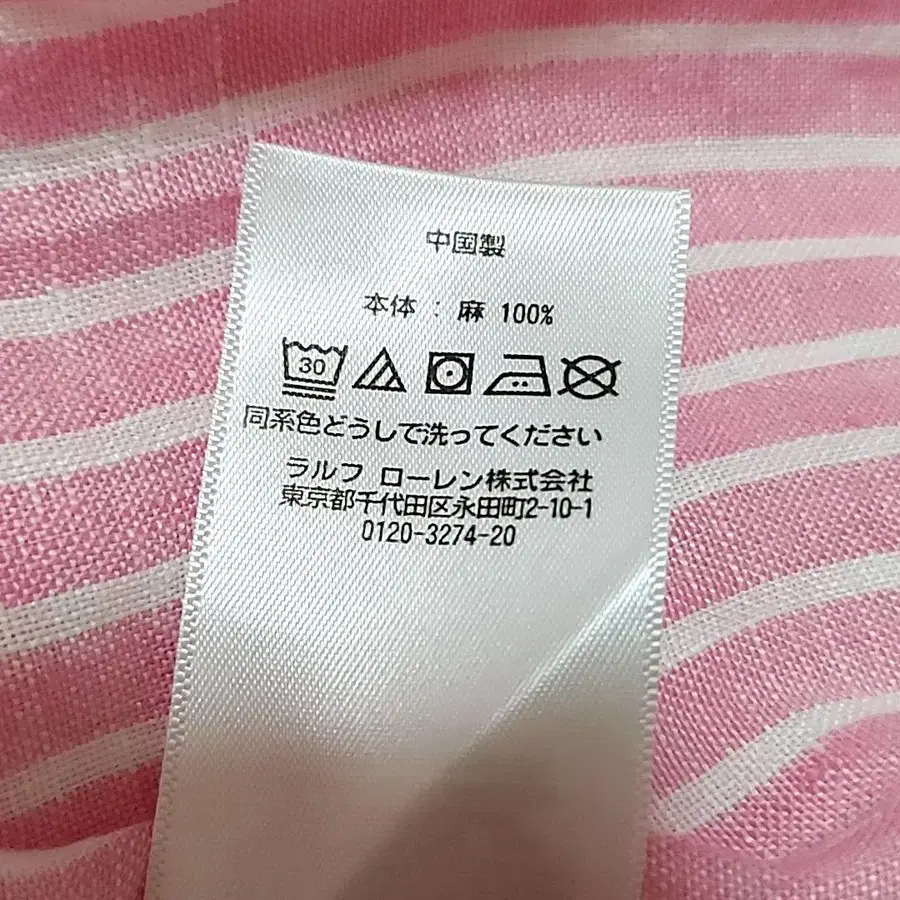 中国製
本体 : 麻 100%
30
同系色どうしで洗ってください
ラルフ ローレン株式会社
東京都千代田区永田町2-10-1
0120-3274-20